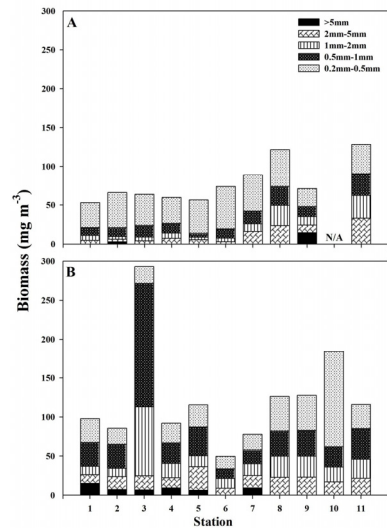 A
>5mm
2mm-5mm
1mm-2mm
0.5mm-1mm
0.2mm-0.5mm
300
250
200
150
100
50
0
N/A
Biomass (mg m-3)
B
300
250
200
150
100
50
0
1 2 3 4 5 6 7 8 9 10 11
Station